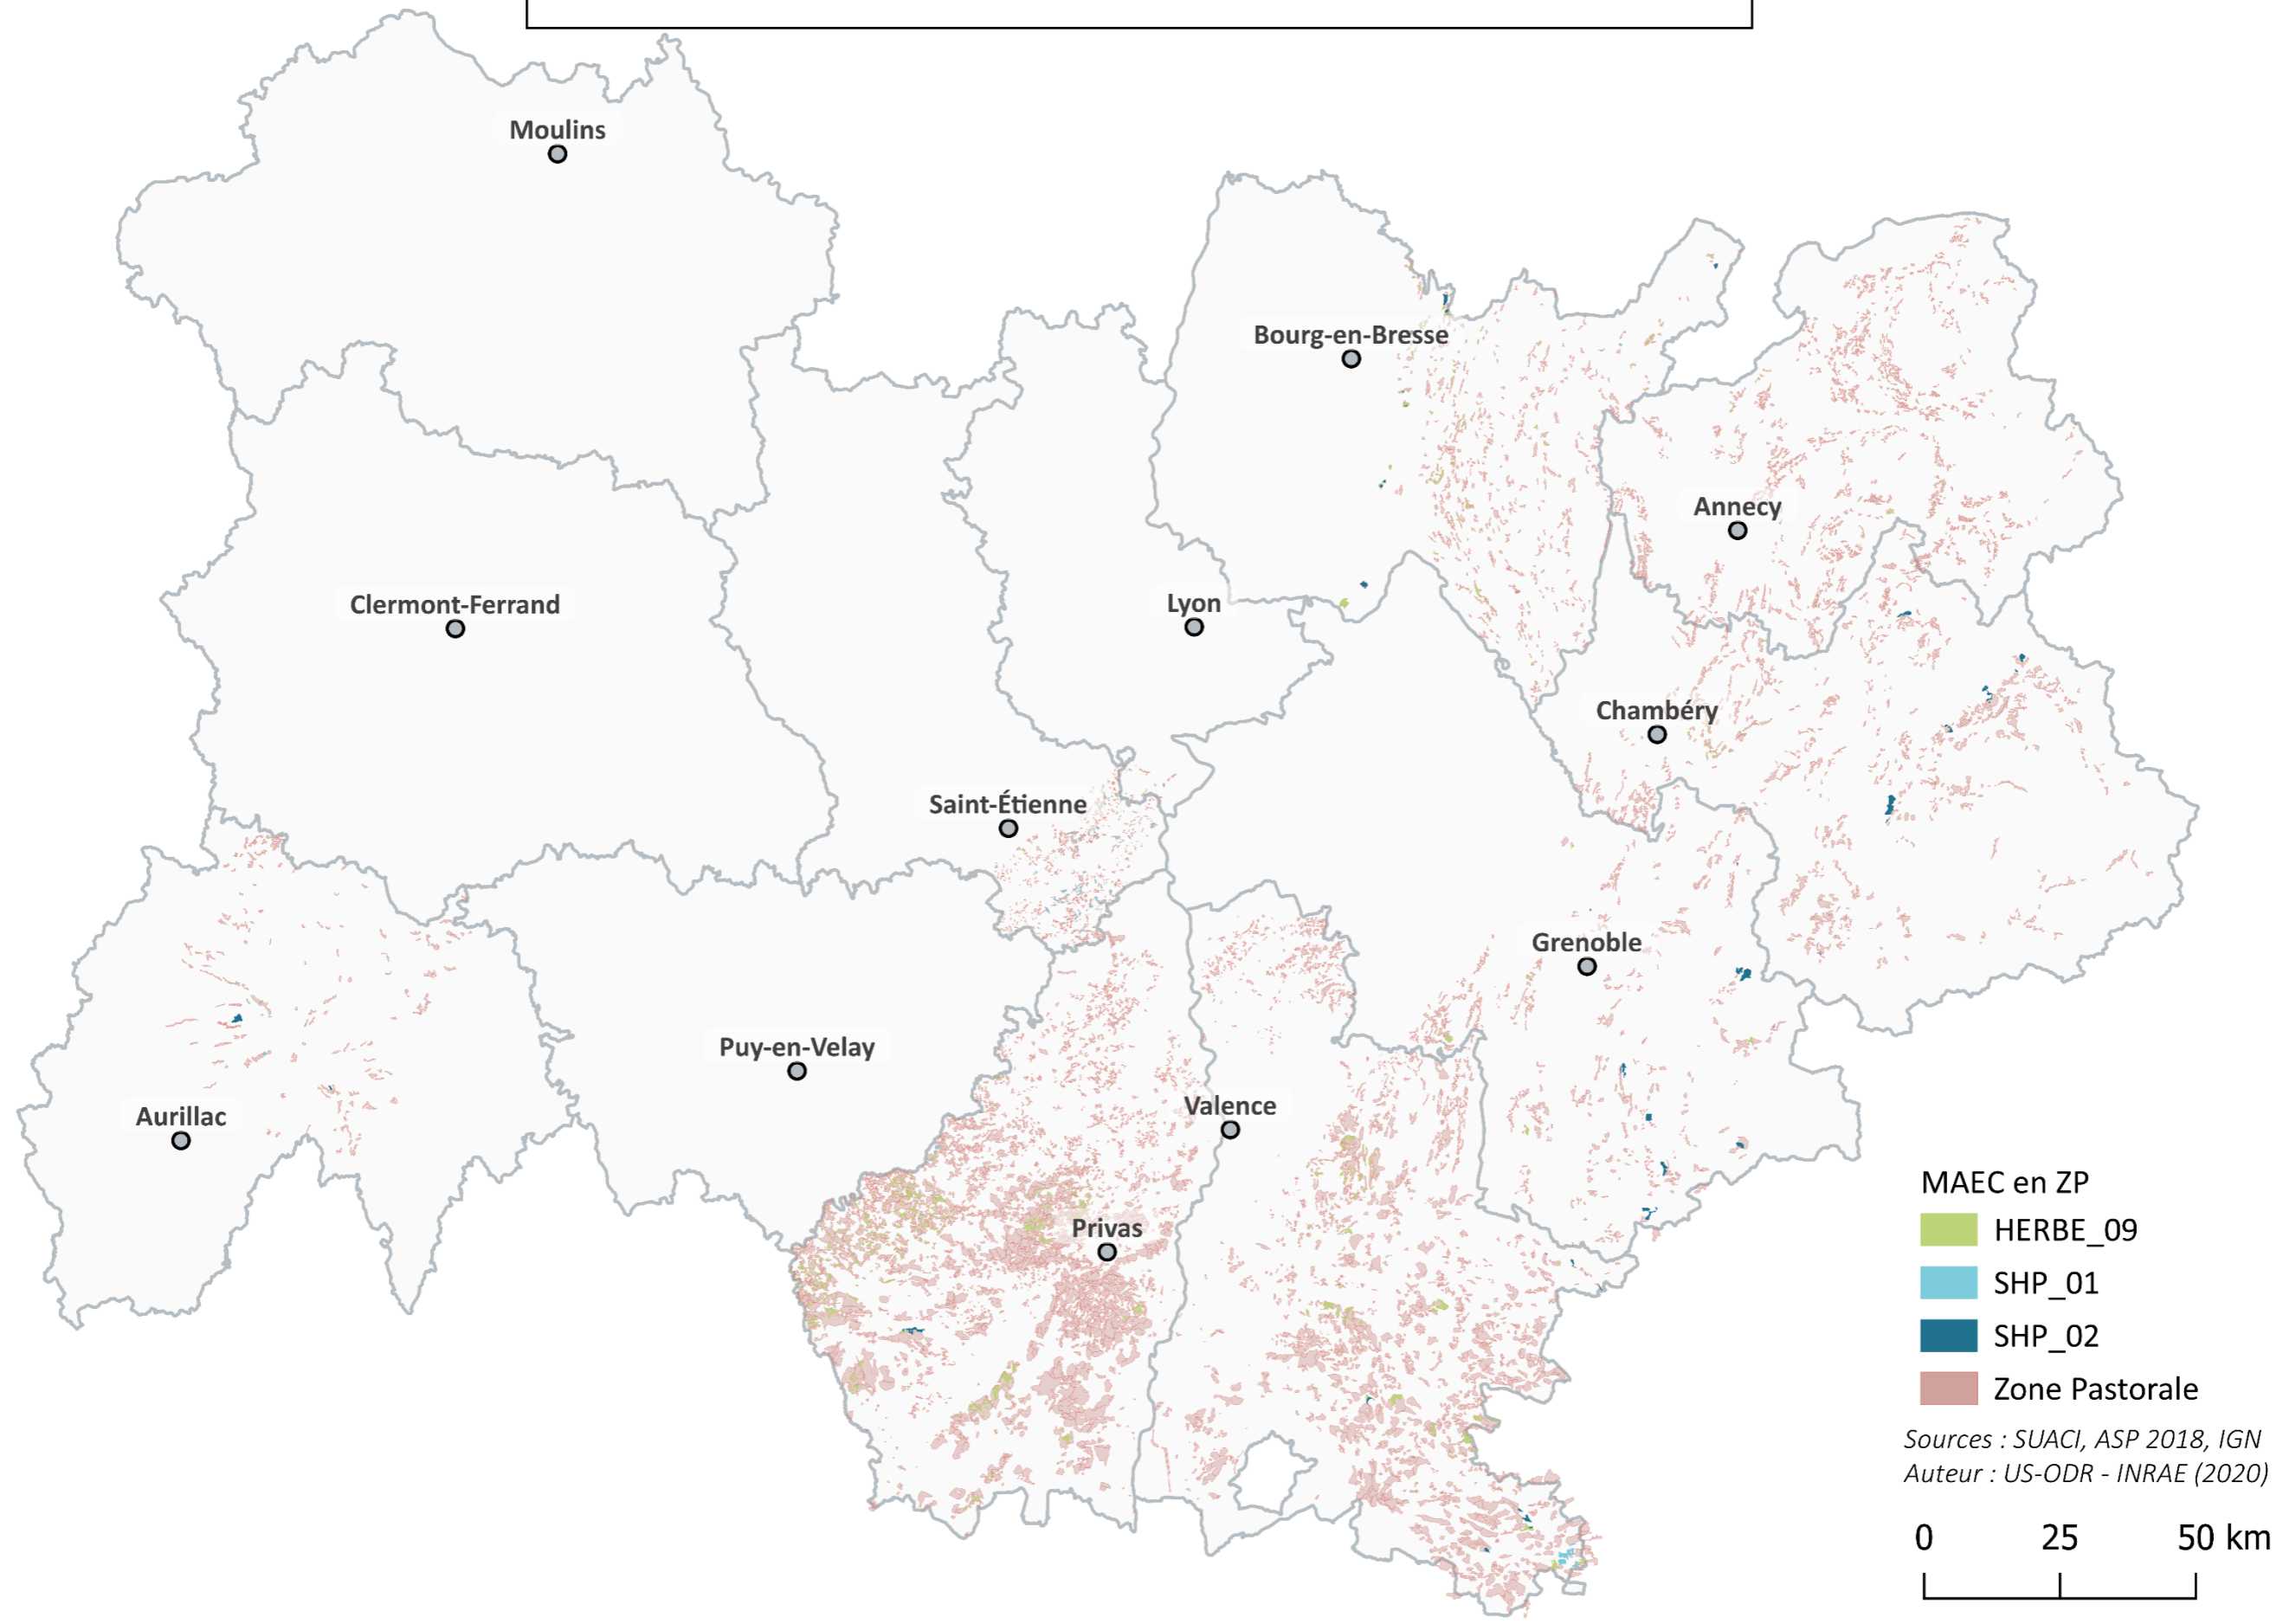 Moulins
Bourg-en-Bresse
Annecy
Clermont-Ferrand
Lyon
Chambéry
Saint-Étienne
Grenoble
Puy-en-Velay
Aurillac
Valence
Privas
MAEC en ZP
HERBE_09
SHP_01
SHP_02
Zone Pastorale
Sources : SUACI, ASP 2018, IGN
Auteur : US-ODR - INRAE (2020)
0 25 50 km